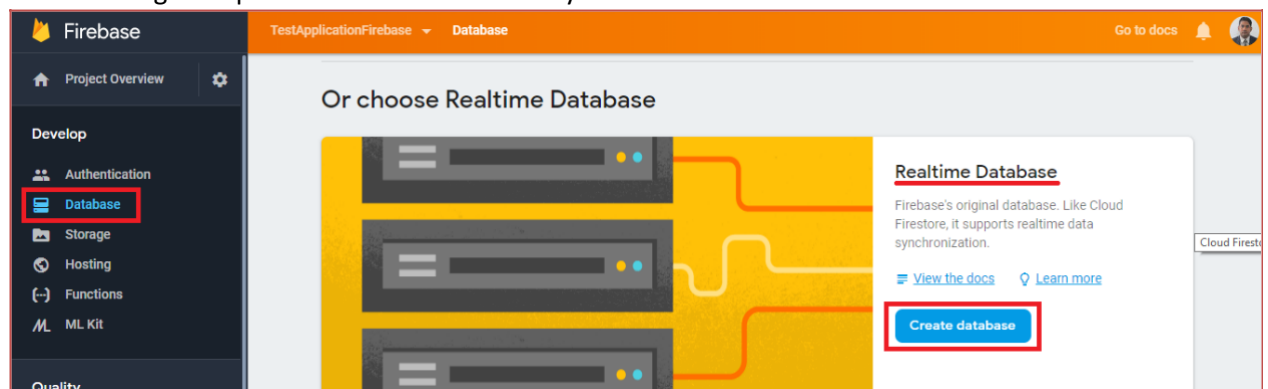 Firebase
TestApplicationFirebase Database
Go to docs
Project Overview
Develop
Authentication
Database
Storage
Hosting
Functions
ML Kit
Quality
Or choose Realtime Database
Realtime Database
Firebase's original database. Like Cloud
Firestore, it supports realtime data
synchronization.
View the docs Learn more
Create database
Cloud Firest